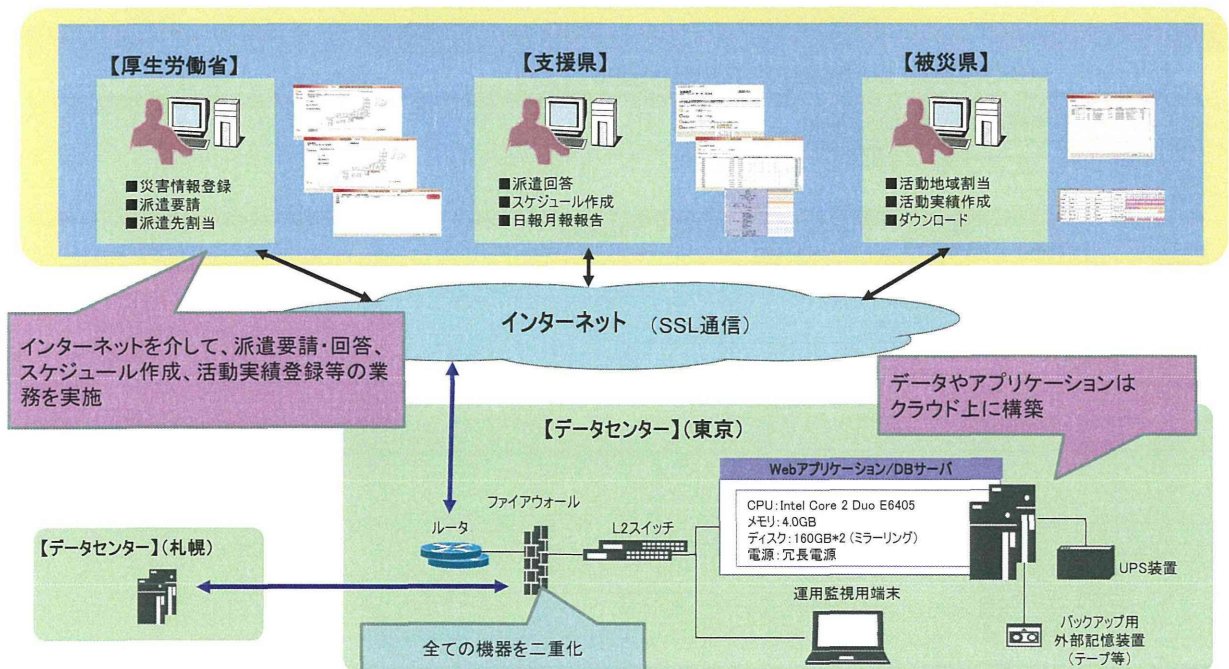 【厚生労働省】
■災害情報登録
■派遣要請
■派遣先割当
【支援県】
■派遣回答
■スケジュール作成
■日報月報報告
【被災県】
■活動地域割当
■活動実績作成
■ダウンロード
インターネット （SSL通信）
インターネットを介して、派遣要請・回答、
スケジュール作成、活動実績登録等の業
務を実施
データやアプリケーションは
クラウド上に構築
【データセンター】（東京）
Webアプリケーション/DBサーバ
CPU：Intel Core 2 Duo E6405
メモリ：4.0GB
ディスク：160GB*2（ミラーリング）
電源：冗長電源
ファイアウォール
ルータ
L2スイッチ
UPS装置
運用監視用端末
バックアップ用
外部記憶装置
（テープ等）
【データセンター】（札幌）
全ての機器を二重化